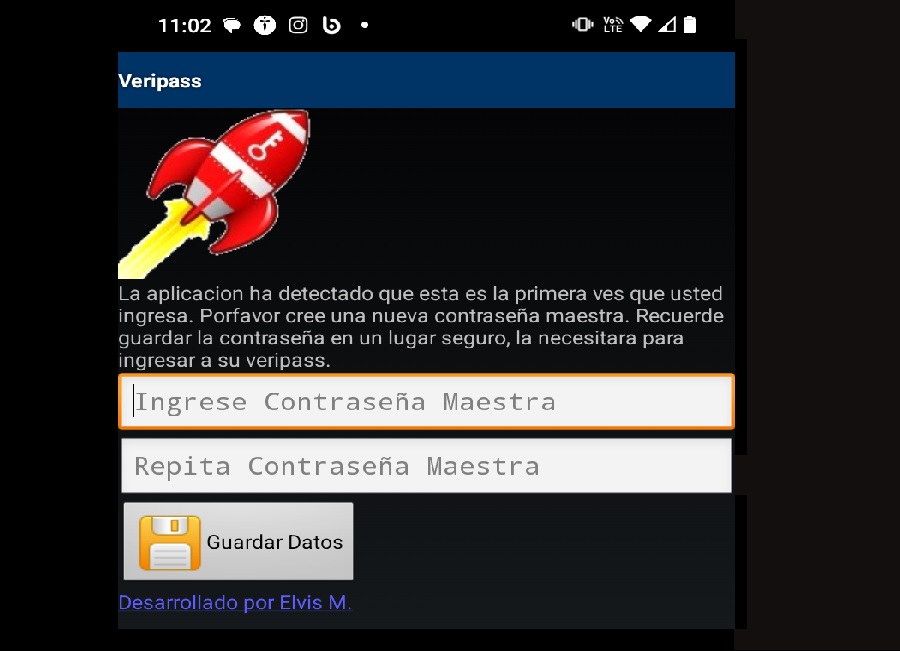 11:02
Vo LTE
Veripass
La aplicacion ha detectado que esta es la primera ves que usted
ingresa. Porfavor cree una nueva contraseña maestra. Recuerde
guardar la contraseña en un lugar seguro, la necesitara para
ingresar a su veripass.
Ingrese Contraseña Maestra
Repita Contraseña Maestra
Guardar Datos
Desarrollado por Elvis M.